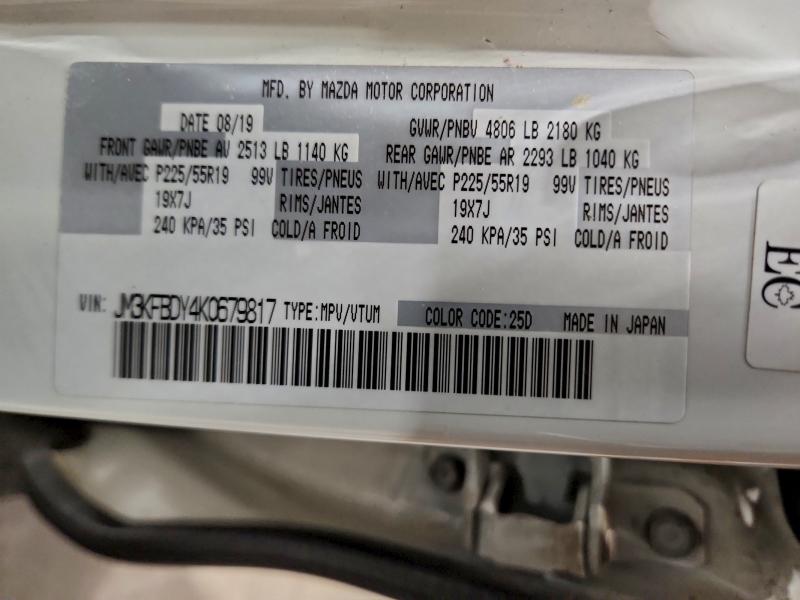 MFD. BY MAZDA MOTOR CORPORATION
DATE 08/19 GVWR/PNBV 4806 LB 2180 KG
FRONT GAWR/PNBE AV 2513 LB 1140 KG REAR GAWR/PNBE AR 2293 LB 1040 KG
WITH/AVEC P225/55R19 99V TIRES/PNEUS WITH/AVEC P225/55R19 99V TIRES/PNEUS
19X7J RIMS/JANTES 19X7J RIMS/JANTES
240 KPA/35 PSI COLD/A FROID 240 KPA/35 PSI COLD/A FROID
VIN: JM3KFBDY4K0679817 TYPE:MPV/VTUM COLOR CODE:25D MADE IN JAPAN
EC